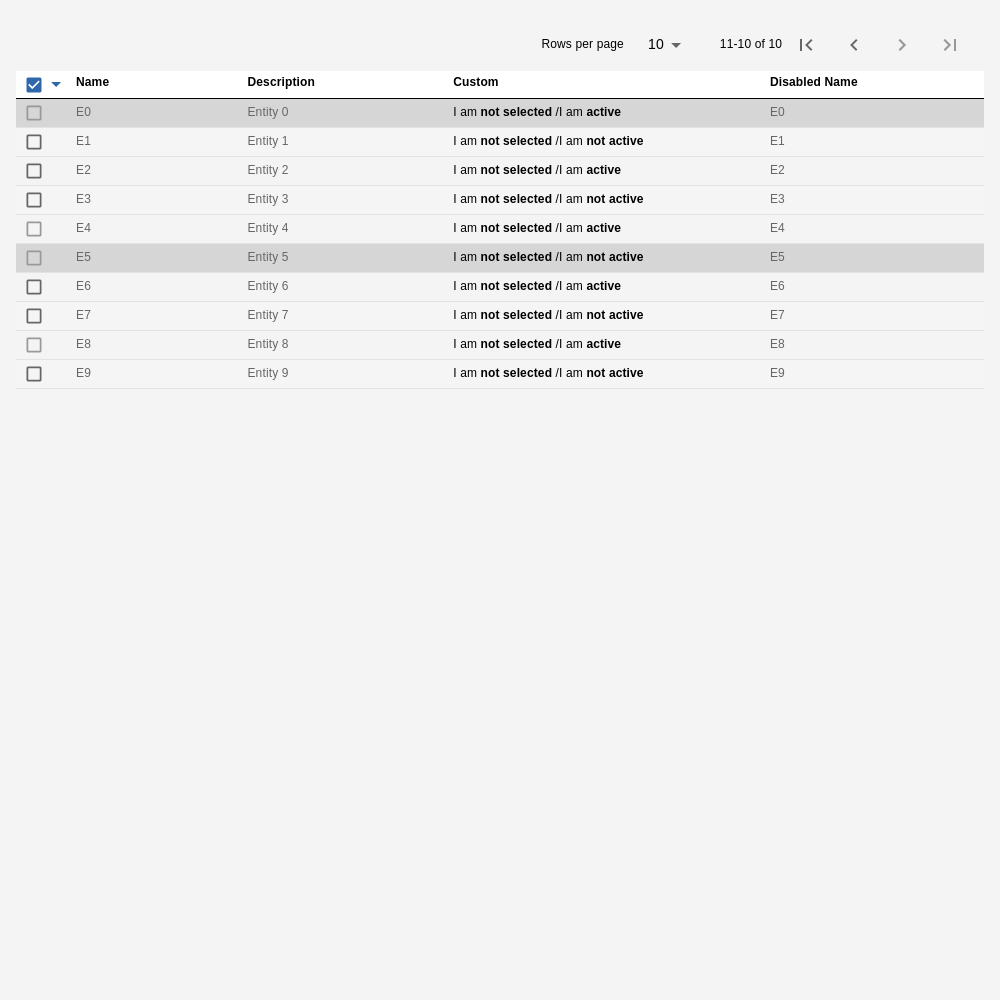 Rows per page 10 11-10 of 10
Name Description Custom Disabled Name
E0 Entity 0 I am not selected /I am active E0
E1 Entity 1 I am not selected /I am not active E1
E2 Entity 2 I am not selected /I am active E2
E3 Entity 3 I am not selected /I am not active E3
E4 Entity 4 I am not selected /I am active E4
E5 Entity 5 I am not selected /I am not active E5
E6 Entity 6 I am not selected /I am active E6
E7 Entity 7 I am not selected /I am not active E7
E8 Entity 8 I am not selected /I am active E8
E9 Entity 9 I am not selected /I am not active E9